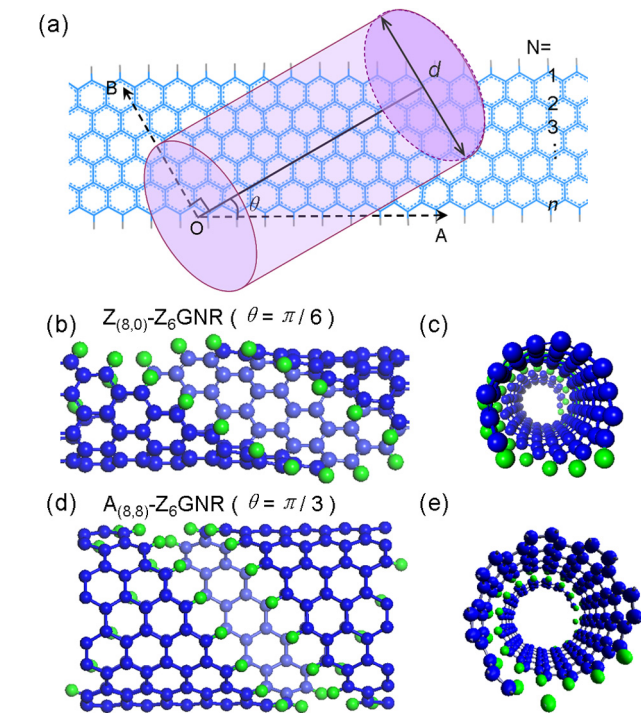 (a)
N=
1
2
3
⋮
n
d
B
θ
O
A
(b)
Z(8,0)-Z6GNR ( θ = π / 6 )
(c)
(d)
A(8,8)-Z6GNR ( θ = π / 3 )
(e)